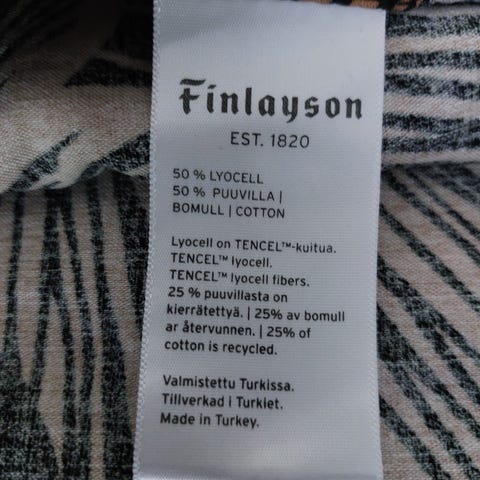 Finlayson
EST. 1820
50 % LYOCELL
50 % PUUVILLA |
BOMULL | COTTON
Lyocell on TENCEL™-kuitua.
TENCEL™ lyocell.
TENCEL™ lyocell fibers.
25 % puuvillasta on
kierrätettyä. | 25% av bomull
ar återvunnen. | 25% of
cotton is recycled.
Valmistettu Turkissa.
Tillverkad i Turkiet.
Made in Turkey.